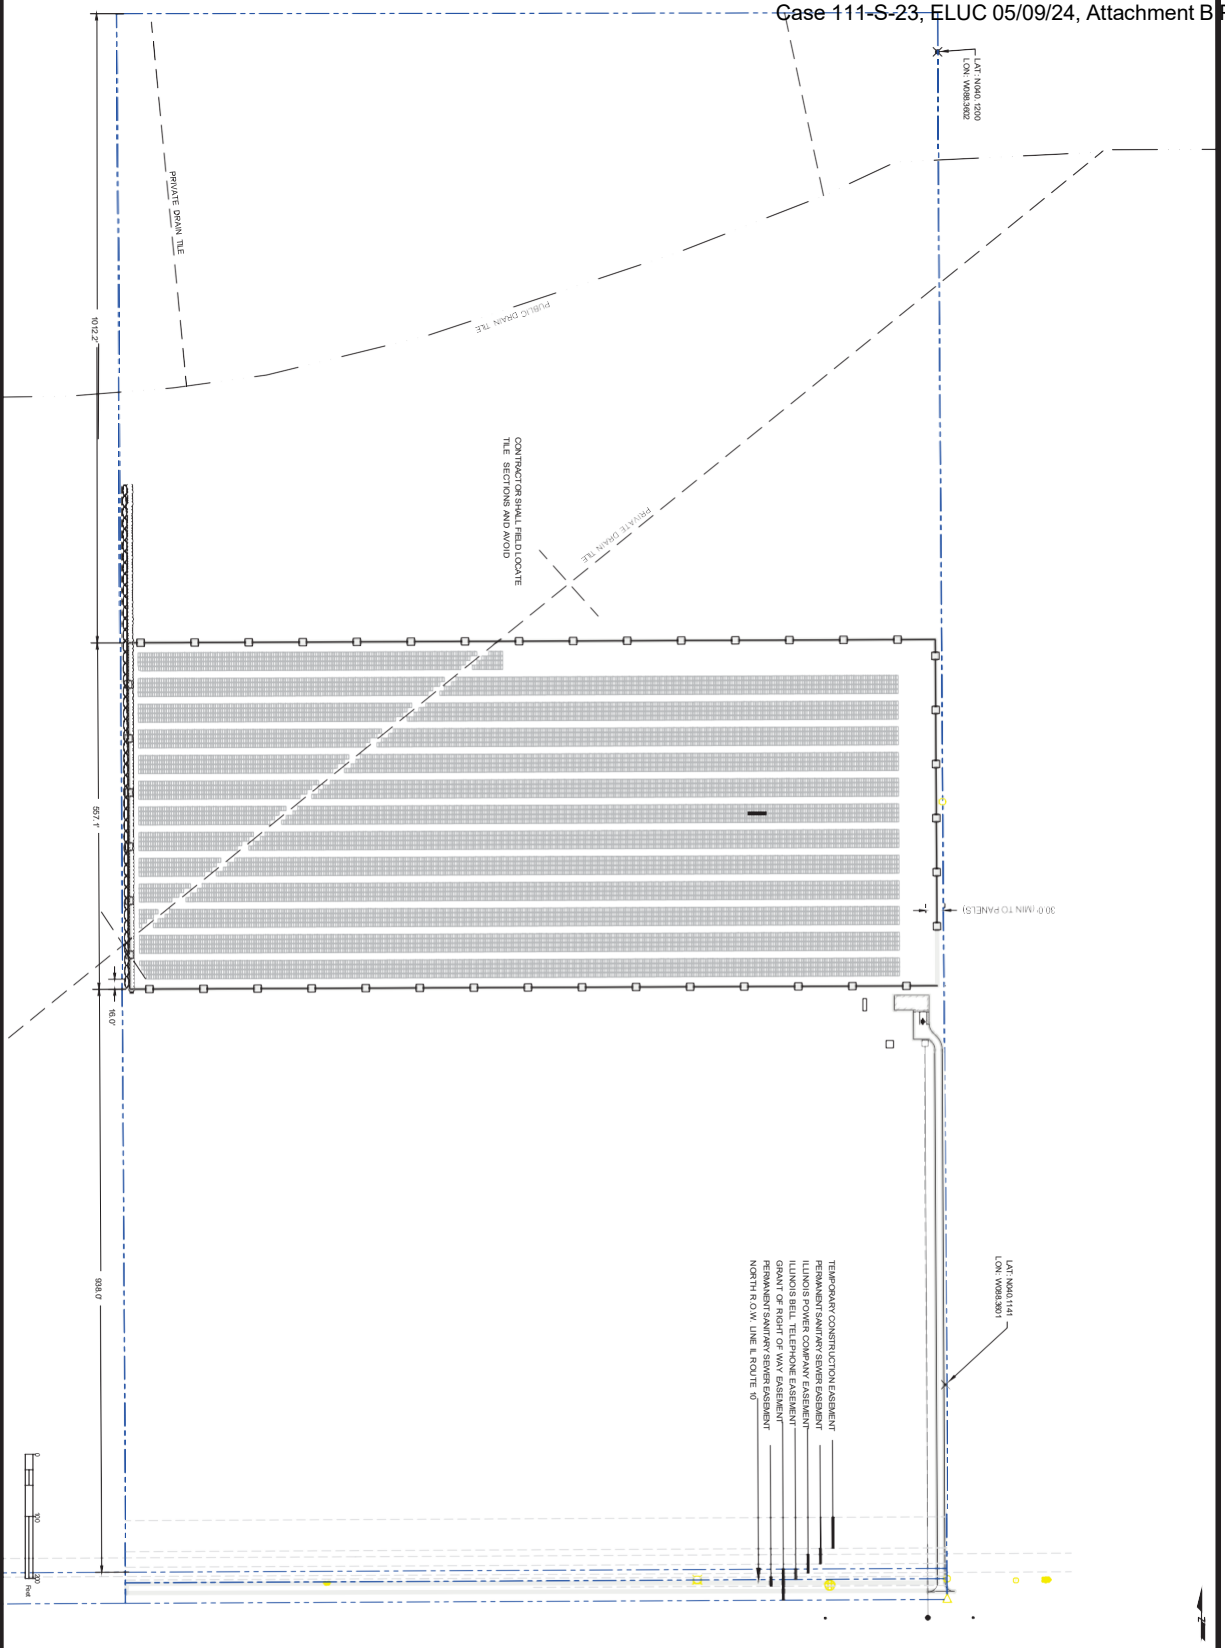 Case 111-S-23, ELUC 05/09/24, Attachment B
LAT: N040.1200
LON: W088.3602
PRIVATE DRAIN TILE
PUBLIC DRAIN TILE
1012.2'
CONTRACTOR SHALL FIELD LOCATE
TILE SECTIONS AND AVOID
PRIVATE DRAIN TILE
557.1'
30.0' (MIN TO PANELS)
16.0'
938.0'
LAT: N040.1141
LON: W088.3601
TEMPORARY CONSTRUCTION EASEMENT
PERMANENT SANITARY SEWER EASEMENT
ILLINOIS POWER COMPANY EASEMENT
ILLINOIS BELL TELEPHONE EASEMENT
GRANT OF RIGHT OF WAY EASEMENT
PERMANENT SANITARY SEWER EASEMENT
NORTH R.O.W. LINE IL ROUTE 10
0
100
200
Feet